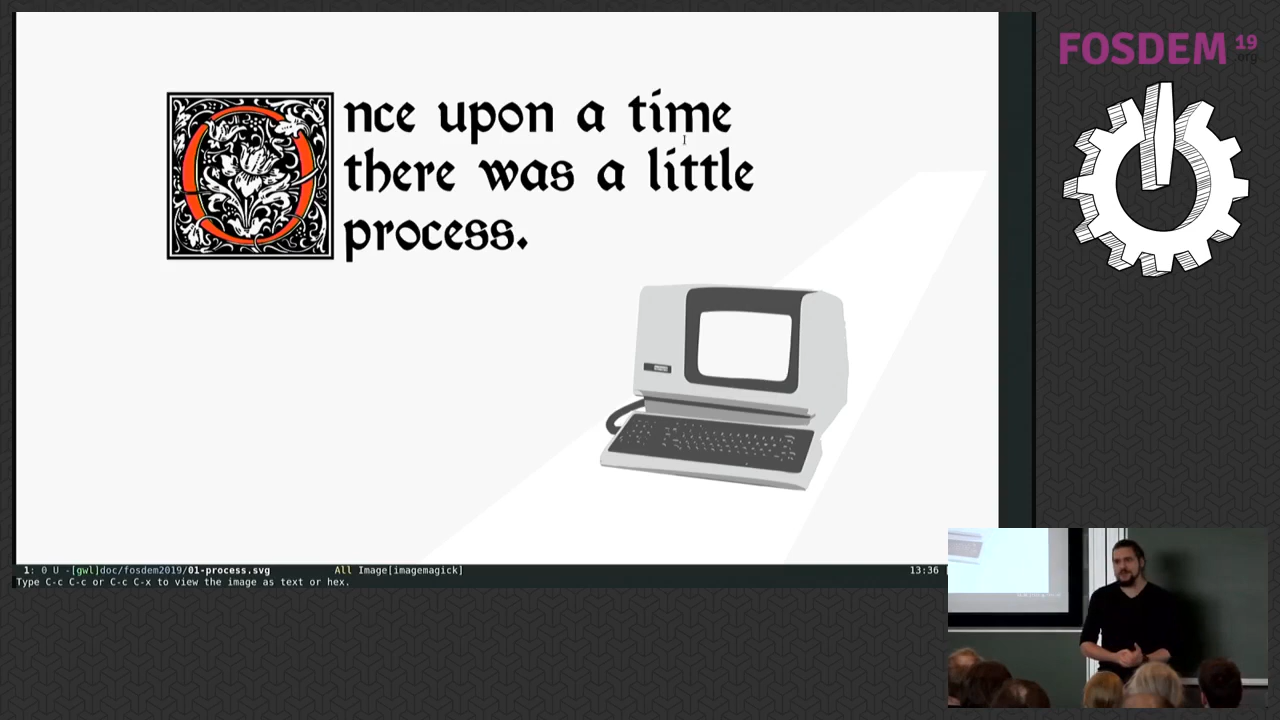 FOSDEM 19
.org
Once upon a time
there was a little
process.
1: 0 U -[gwl]doc/fosdem2019/01-process.svg All Image[imagemagick] 13:36
Type C-c C-c or C-c C-x to view the image as text or hex.